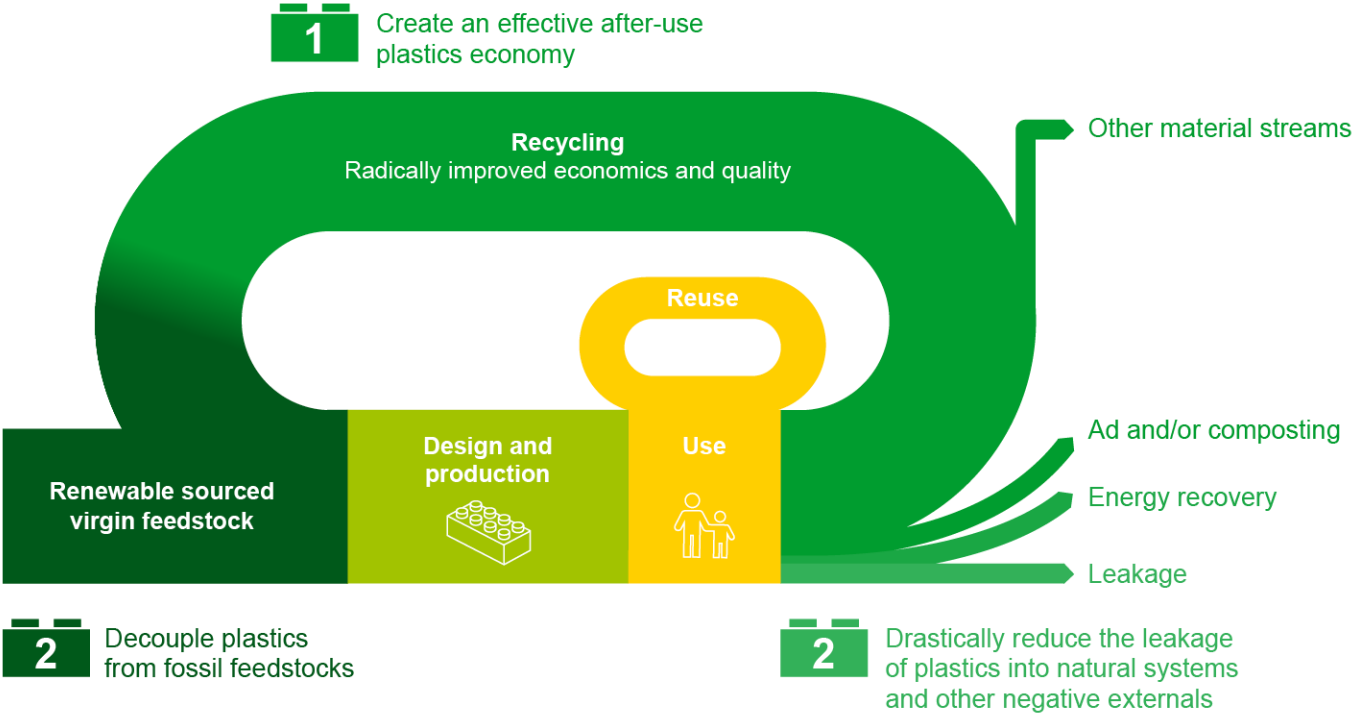 1
Create an effective after-use
plastics economy
Recycling
Radically improved economics and quality
Other material streams
Reuse
Design and
production
Use
Renewable sourced
virgin feedstock
Ad and/or composting
Energy recovery
Leakage
2
Decouple plastics
from fossil feedstocks
2
Drastically reduce the leakage
of plastics into natural systems
and other negative externals